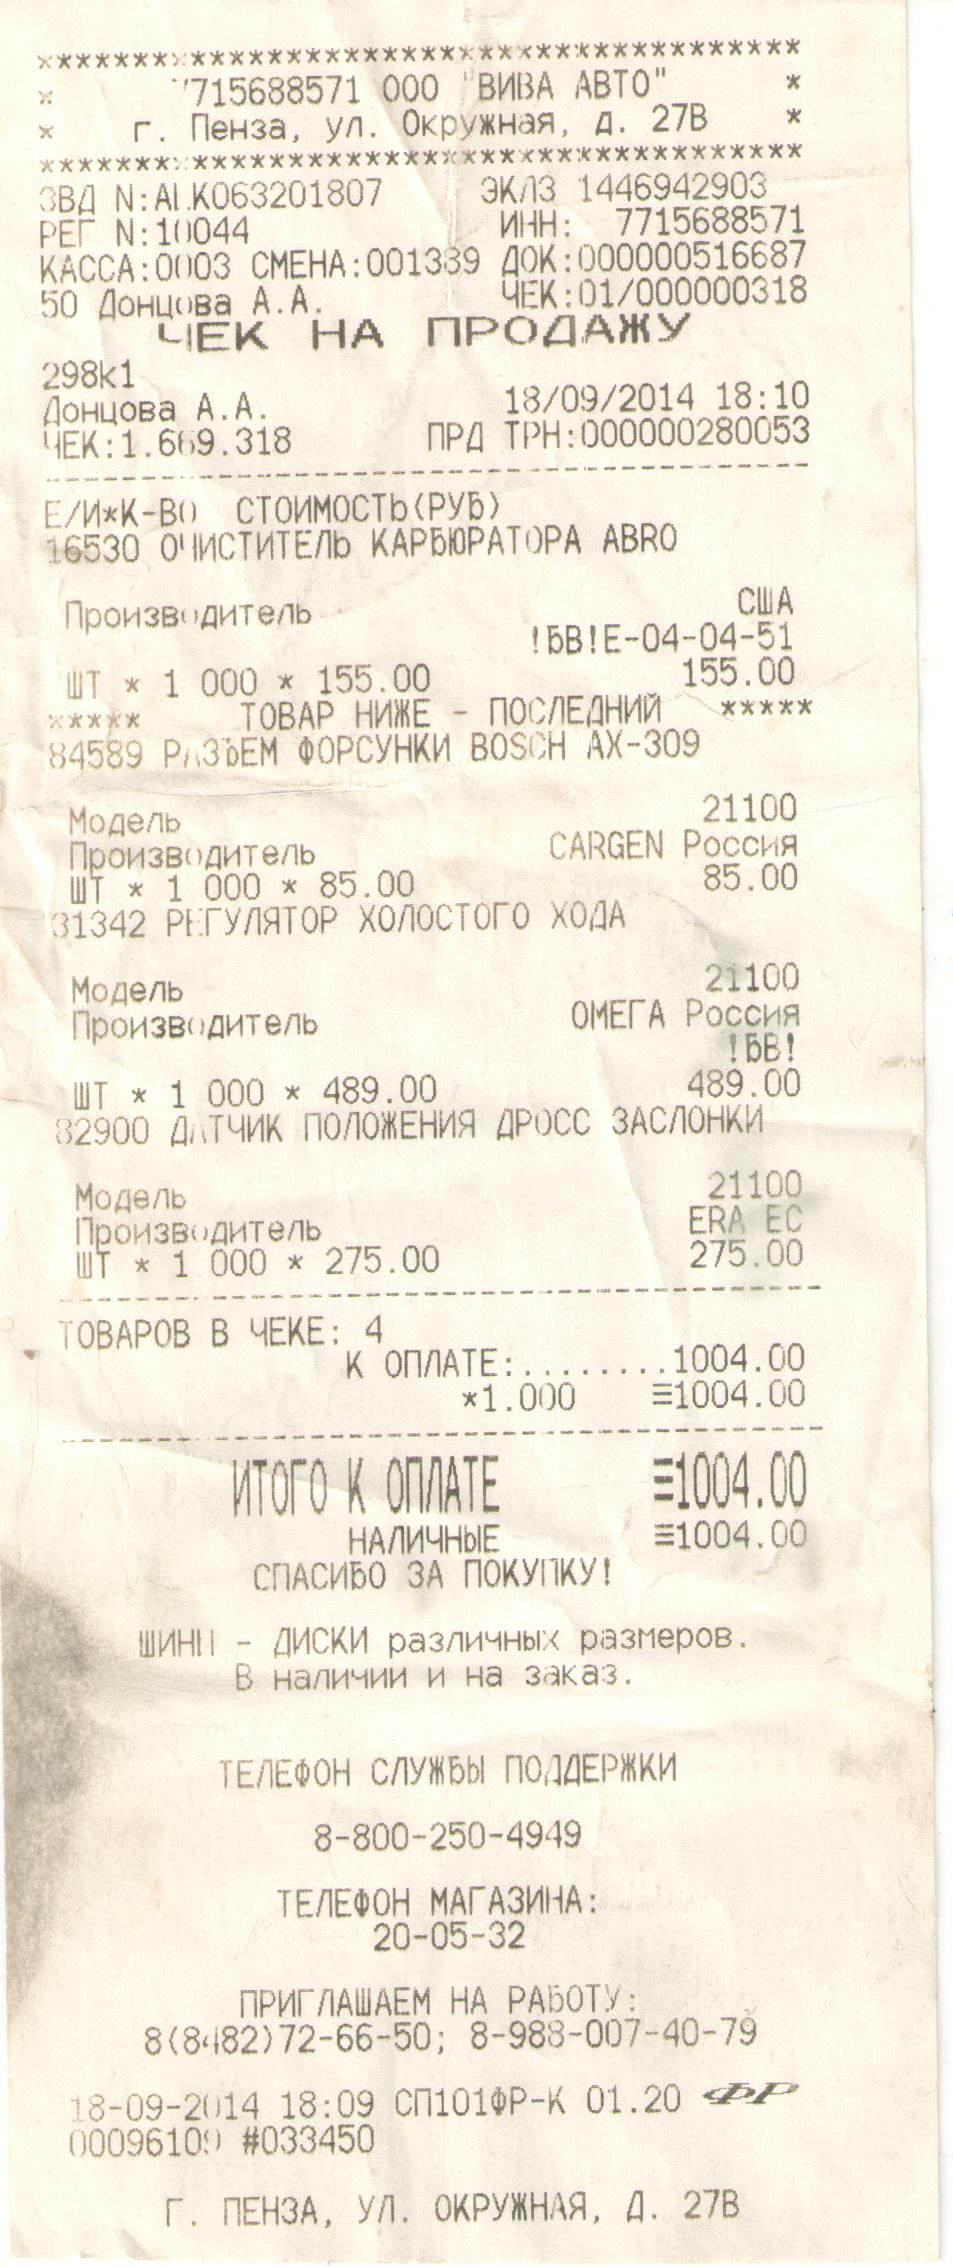 ****************************************
* 7715688571 ООО "ВИВА АВТО" *
* г. Пенза, ул. Окружная, д. 27В *
****************************************
ЗВД N:ALK063201807 ЭКЛЗ 1446942903
РЕГ N:10044 ИНН: 7715688571
КАССА:0003 СМЕНА:001389 ДОК:000000516687
50 Донцова А.А. ЧЕК:01/000000318
ЧЕК НА ПРОДАЖУ
298k1
Донцова А.А. 18/09/2014 18:10
ЧЕК:1.669.318 ПРД ТРН:000000280053
----------------------------------------
Е/И*К-ВО СТОИМОСТЬ(РУБ)
16530 ОЧИСТИТЕЛЬ КАРБЮРАТОРА ABRO
Производитель США
!БВ!Е-04-04-51
ШТ * 1 000 * 155.00 155.00
***** ТОВАР НИЖЕ - ПОСЛЕДНИЙ *****
84589 РАЗЪЕМ ФОРСУНКИ BOSCH AX-309
Модель 21100
Производитель CARGEN Россия
ШТ * 1 000 * 85.00 85.00
31342 РЕГУЛЯТОР ХОЛОСТОГО ХОДА
Модель 21100
Производитель ОМЕГА Россия
!БВ!
ШТ * 1 000 * 489.00 489.00
82900 ДАТЧИК ПОЛОЖЕНИЯ ДРОСС ЗАСЛОНКИ
Модель 21100
Производитель ERA ЕС
ШТ * 1 000 * 275.00 275.00
----------------------------------------
ТОВАРОВ В ЧЕКЕ: 4
К ОПЛАТЕ:........1004.00
*1.000 ≡1004.00
----------------------------------------
ИТОГО К ОПЛАТЕ ≡1004.00
НАЛИЧНЫЕ ≡1004.00
СПАСИБО ЗА ПОКУПКУ!
ШИНЫ - ДИСКИ различных размеров.
В наличии и на заказ.
ТЕЛЕФОН СЛУЖБЫ ПОДДЕРЖКИ
8-800-250-4949
ТЕЛЕФОН МАГАЗИНА:
20-05-32
ПРИГЛАШАЕМ НА РАБОТУ:
8(8482)72-66-50; 8-988-007-40-79
18-09-2014 18:09 СП101ФР-К 01.20 ФР
00096109 #033450
Г. ПЕНЗА, УЛ. ОКРУЖНАЯ, Д. 27В